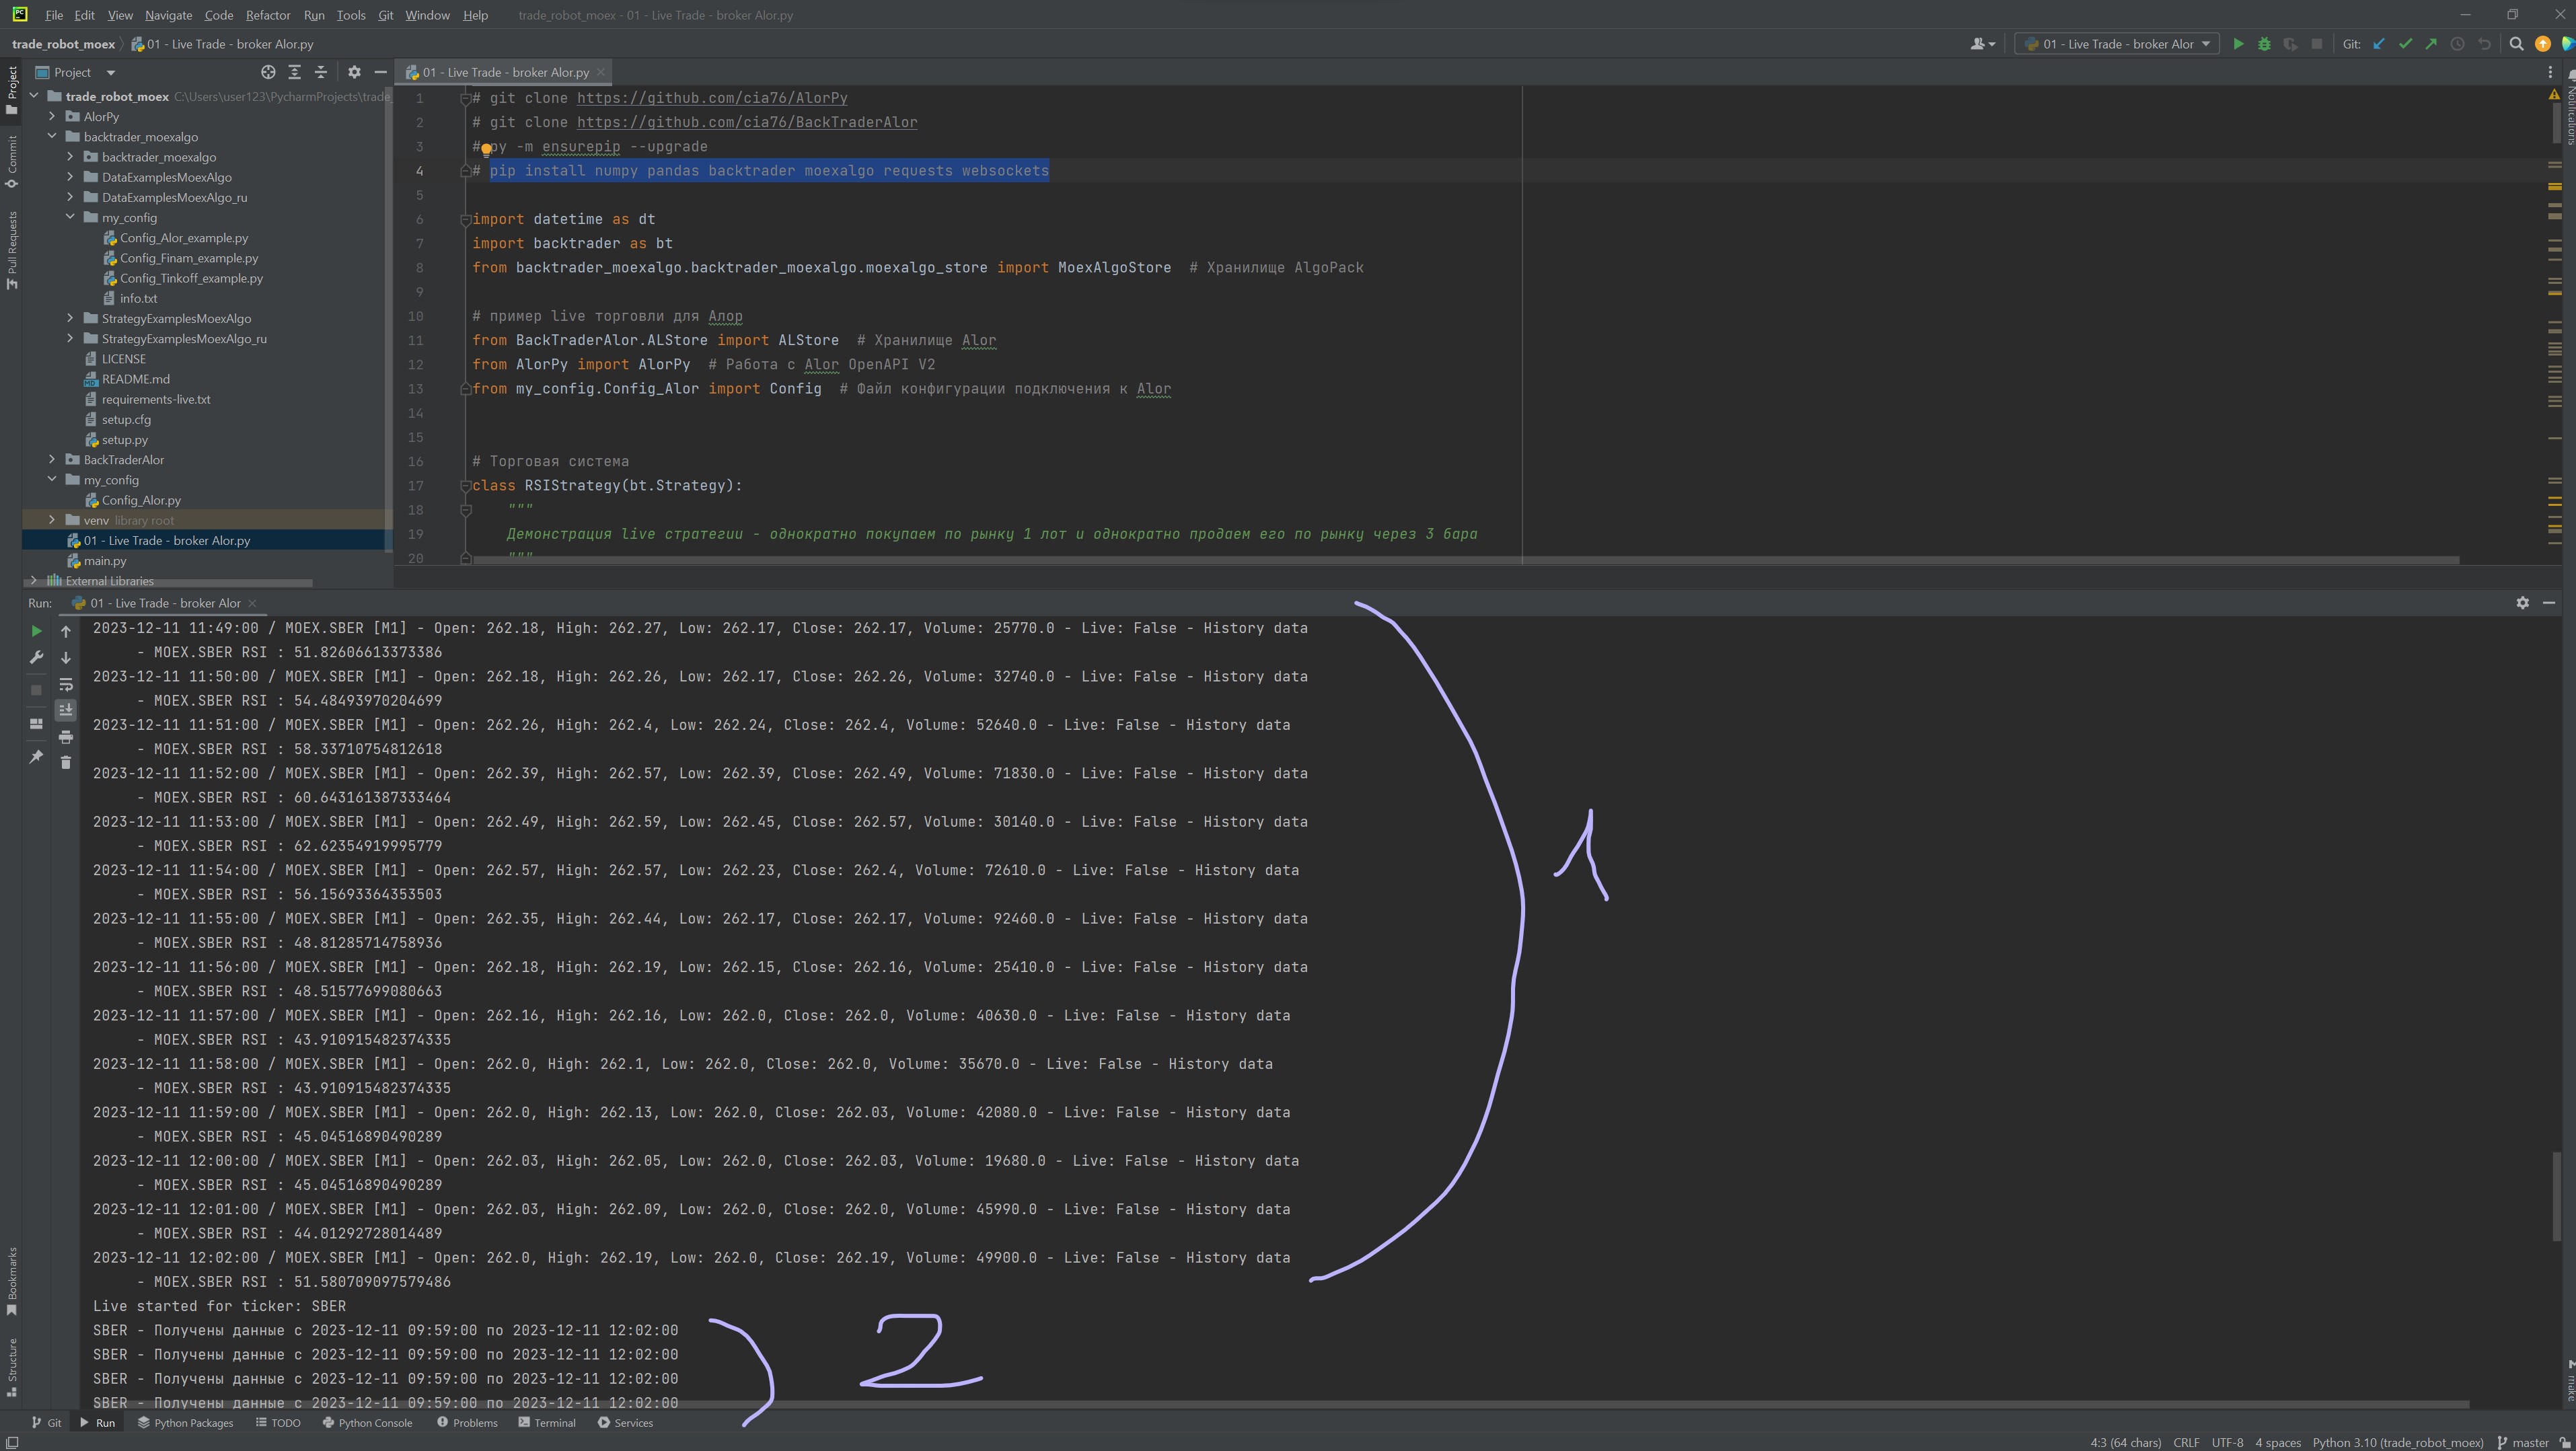 File Edit View Navigate Code Refactor Run Tools Git Window Help trade_robot_moex - 01 - Live Trade - broker Alor.py
trade_robot_moex 01 - Live Trade - broker Alor.py 01 - Live Trade - broker Alor Git:
Project 01 - Live Trade - broker Alor.py
Project
Commit
Pull Requests
Notifications
trade_robot_moex C:\Users\user123\PycharmProjects\trade_
AlorPy
backtrader_moexalgo
backtrader_moexalgo
DataExamplesMoexAlgo
DataExamplesMoexAlgo_ru
my_config
Config_Alor_example.py
Config_Finam_example.py
Config_Tinkoff_example.py
info.txt
StrategyExamplesMoexAlgo
StrategyExamplesMoexAlgo_ru
LICENSE
README.md
requirements-live.txt
setup.cfg
setup.py
BackTraderAlor
my_config
Config_Alor.py
venv library root
01 - Live Trade - broker Alor.py
main.py
External Libraries
1 # git clone https://github.com/cia76/AlorPy
2 # git clone https://github.com/cia76/BackTraderAlor
3 # py -m ensurepip --upgrade
4 # pip install numpy pandas backtrader moexalgo requests websockets
5
6 import datetime as dt
7 import backtrader as bt
8 from backtrader_moexalgo.backtrader_moexalgo.moexalgo_store import MoexAlgoStore # Хранилище AlgoPack
9
10 # пример live торговли для Алор
11 from BackTraderAlor.ALStore import ALStore # Хранилище Alor
12 from AlorPy import AlorPy # Работа с Alor OpenAPI V2
13 from my_config.Config_Alor import Config # Файл конфигурации подключения к Alor
14
15
16 # Торговая система
17 class RSIStrategy(bt.Strategy):
18 """
19 Демонстрация live стратегии - однократно покупаем по рынку 1 лот и однократно продаем его по рынку через 3 бара
20 """
Run: 01 - Live Trade - broker Alor
2023-12-11 11:49:00 / MOEX.SBER [M1] - Open: 262.18, High: 262.27, Low: 262.17, Close: 262.17, Volume: 25770.0 - Live: False - History data
- MOEX.SBER RSI : 51.82606613373386
2023-12-11 11:50:00 / MOEX.SBER [M1] - Open: 262.18, High: 262.26, Low: 262.17, Close: 262.26, Volume: 32740.0 - Live: False - History data
- MOEX.SBER RSI : 54.48493970204699
2023-12-11 11:51:00 / MOEX.SBER [M1] - Open: 262.26, High: 262.4, Low: 262.24, Close: 262.4, Volume: 52640.0 - Live: False - History data
- MOEX.SBER RSI : 58.33710754812618
2023-12-11 11:52:00 / MOEX.SBER [M1] - Open: 262.39, High: 262.57, Low: 262.39, Close: 262.49, Volume: 71830.0 - Live: False - History data
- MOEX.SBER RSI : 60.643161387333464
2023-12-11 11:53:00 / MOEX.SBER [M1] - Open: 262.49, High: 262.59, Low: 262.45, Close: 262.57, Volume: 30140.0 - Live: False - History data
- MOEX.SBER RSI : 62.62354919995779
2023-12-11 11:54:00 / MOEX.SBER [M1] - Open: 262.57, High: 262.57, Low: 262.23, Close: 262.4, Volume: 72610.0 - Live: False - History data
- MOEX.SBER RSI : 56.15693364353503
2023-12-11 11:55:00 / MOEX.SBER [M1] - Open: 262.35, High: 262.44, Low: 262.17, Close: 262.17, Volume: 92460.0 - Live: False - History data
- MOEX.SBER RSI : 48.81285714758936
2023-12-11 11:56:00 / MOEX.SBER [M1] - Open: 262.18, High: 262.19, Low: 262.15, Close: 262.16, Volume: 25410.0 - Live: False - History data
- MOEX.SBER RSI : 48.51577699080663
2023-12-11 11:57:00 / MOEX.SBER [M1] - Open: 262.16, High: 262.16, Low: 262.0, Close: 262.0, Volume: 40630.0 - Live: False - History data
- MOEX.SBER RSI : 43.910915482374335
2023-12-11 11:58:00 / MOEX.SBER [M1] - Open: 262.0, High: 262.1, Low: 262.0, Close: 262.0, Volume: 35670.0 - Live: False - History data
- MOEX.SBER RSI : 43.910915482374335
2023-12-11 11:59:00 / MOEX.SBER [M1] - Open: 262.0, High: 262.13, Low: 262.0, Close: 262.03, Volume: 42080.0 - Live: False - History data
- MOEX.SBER RSI : 45.04516890490289
2023-12-11 12:00:00 / MOEX.SBER [M1] - Open: 262.03, High: 262.05, Low: 262.0, Close: 262.03, Volume: 19680.0 - Live: False - History data
- MOEX.SBER RSI : 45.04516890490289
2023-12-11 12:01:00 / MOEX.SBER [M1] - Open: 262.03, High: 262.09, Low: 262.0, Close: 262.0, Volume: 45990.0 - Live: False - History data
- MOEX.SBER RSI : 44.01292728014489
2023-12-11 12:02:00 / MOEX.SBER [M1] - Open: 262.0, High: 262.19, Low: 262.0, Close: 262.19, Volume: 49900.0 - Live: False - History data
- MOEX.SBER RSI : 51.580709097579486
Live started for ticker: SBER
SBER - Получены данные с 2023-12-11 09:59:00 по 2023-12-11 12:02:00
SBER - Получены данные с 2023-12-11 09:59:00 по 2023-12-11 12:02:00
SBER - Получены данные с 2023-12-11 09:59:00 по 2023-12-11 12:02:00
SBER - Получены данные с 2023-12-11 09:59:00 по 2023-12-11 12:02:00
1
2
Bookmarks
Structure
make
Git Run Python Packages TODO Python Console Problems Terminal Services
4:3 (64 chars) CRLF UTF-8 4 spaces Python 3.10 (trade_robot_moex) master